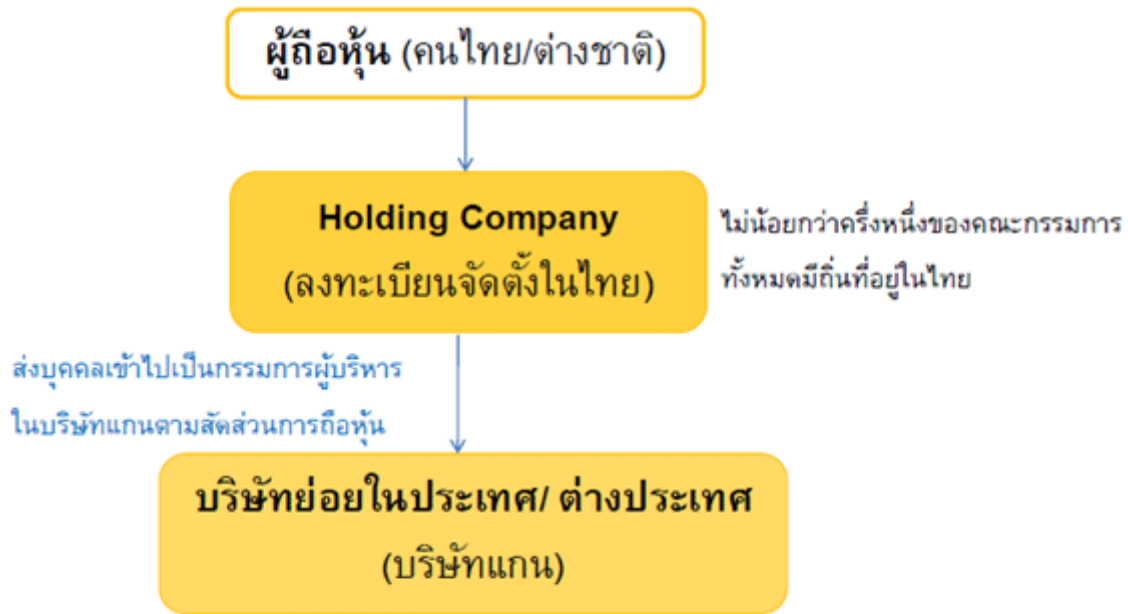 ผู้ถือหุ้น (คนไทย/ต่างชาติ)
Holding Company
(ลงทะเบียนจัดตั้งในไทย)
ไม่น้อยกว่าครึ่งหนึ่งของคณะกรรมการ
ทั้งหมดมีถิ่นที่อยู่ในไทย
ส่งบุคคลเข้าไปเป็นกรรมการผู้บริหาร
ในบริษัทแกนตามสัดส่วนการถือหุ้น
บริษัทย่อยในประเทศ/ ต่างประเทศ
(บริษัทแกน)